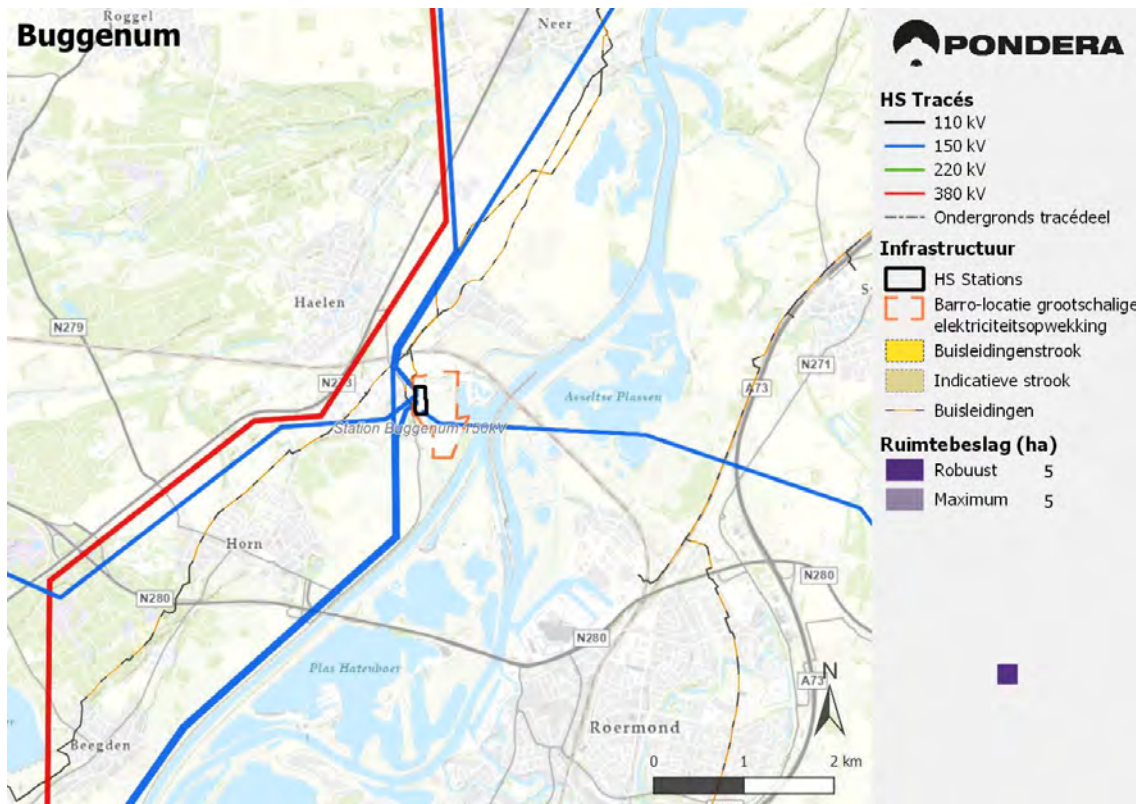 Buggenum
Roggel
Neer
Haelen
N279
N273
Station Buggenum 150kV
Asseltse Plassen
A73
N271
Horn
N280
N280
N280
Plas Hatenboer
A73
N
Roermond
Beegden
0 1 2 km
PONDERA
HS Tracés
110 kV
150 kV
220 kV
380 kV
Ondergronds tracédeel
Infrastructuur
HS Stations
Barro-locatie grootschalige
elektriciteitsopwekking
Buisleidingenstrook
Indicatieve strook
Buisleidingen
Ruimtebeslag (ha)
Robuust 5
Maximum 5